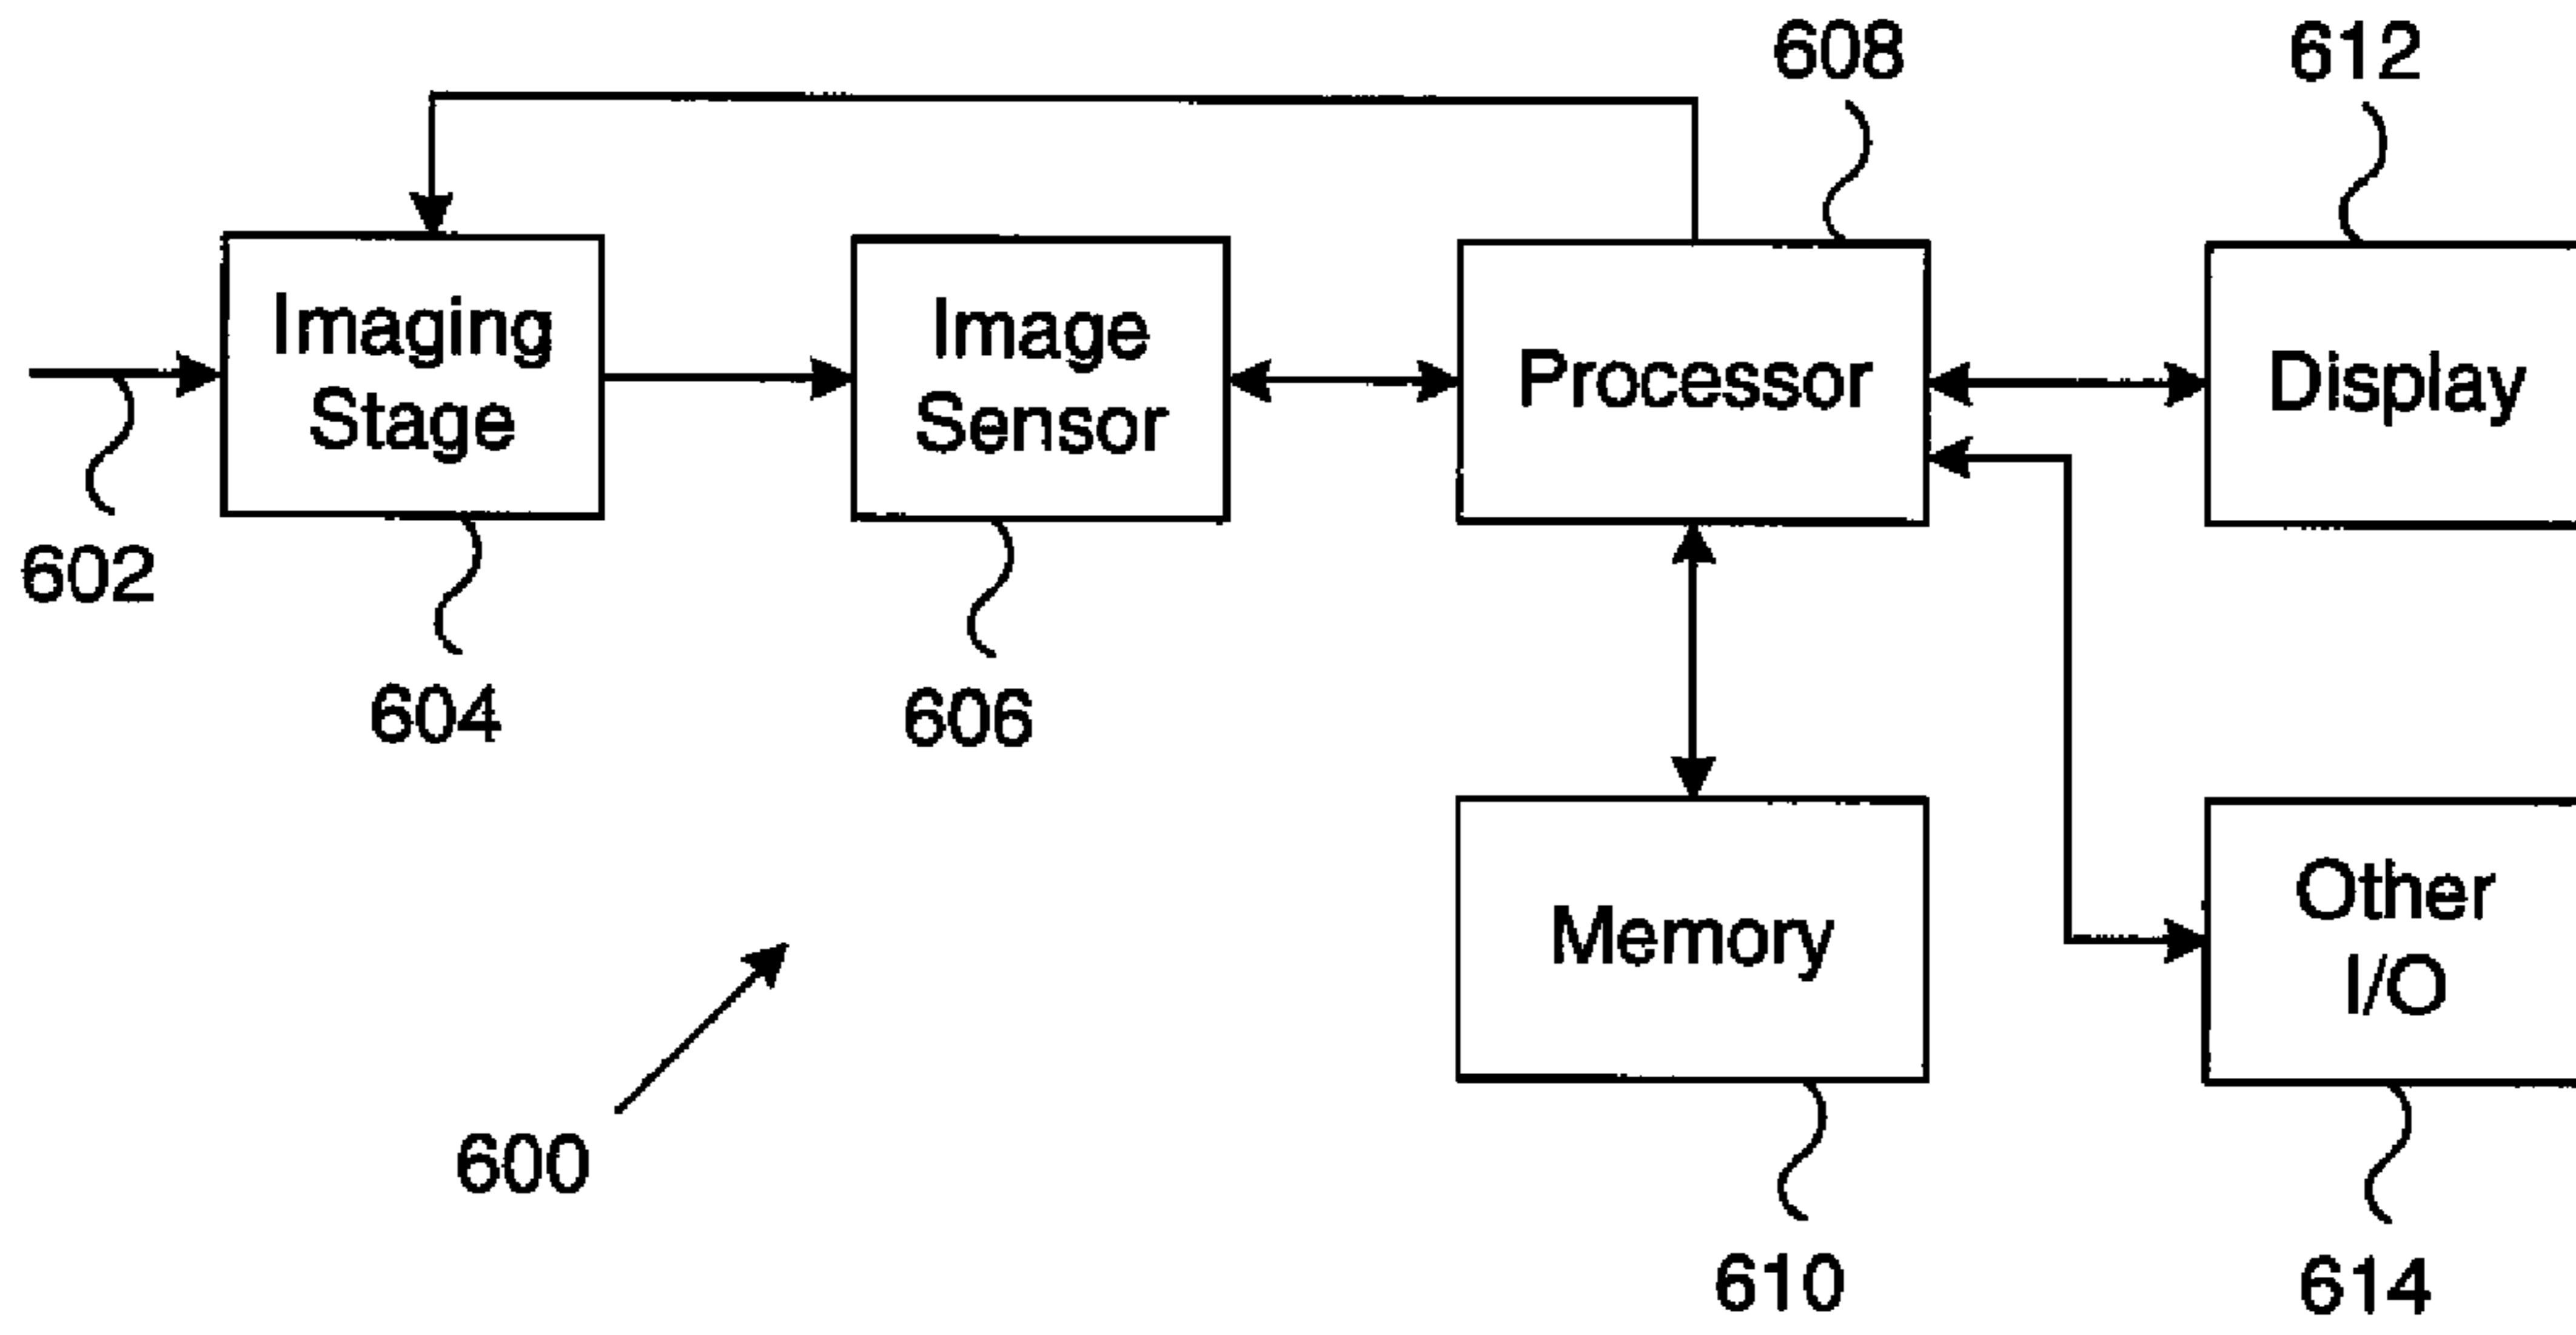 608
612
Imaging
Stage
Image
Sensor
Processor
Display
602
604
606
Memory
Other
I/O
600
610
614